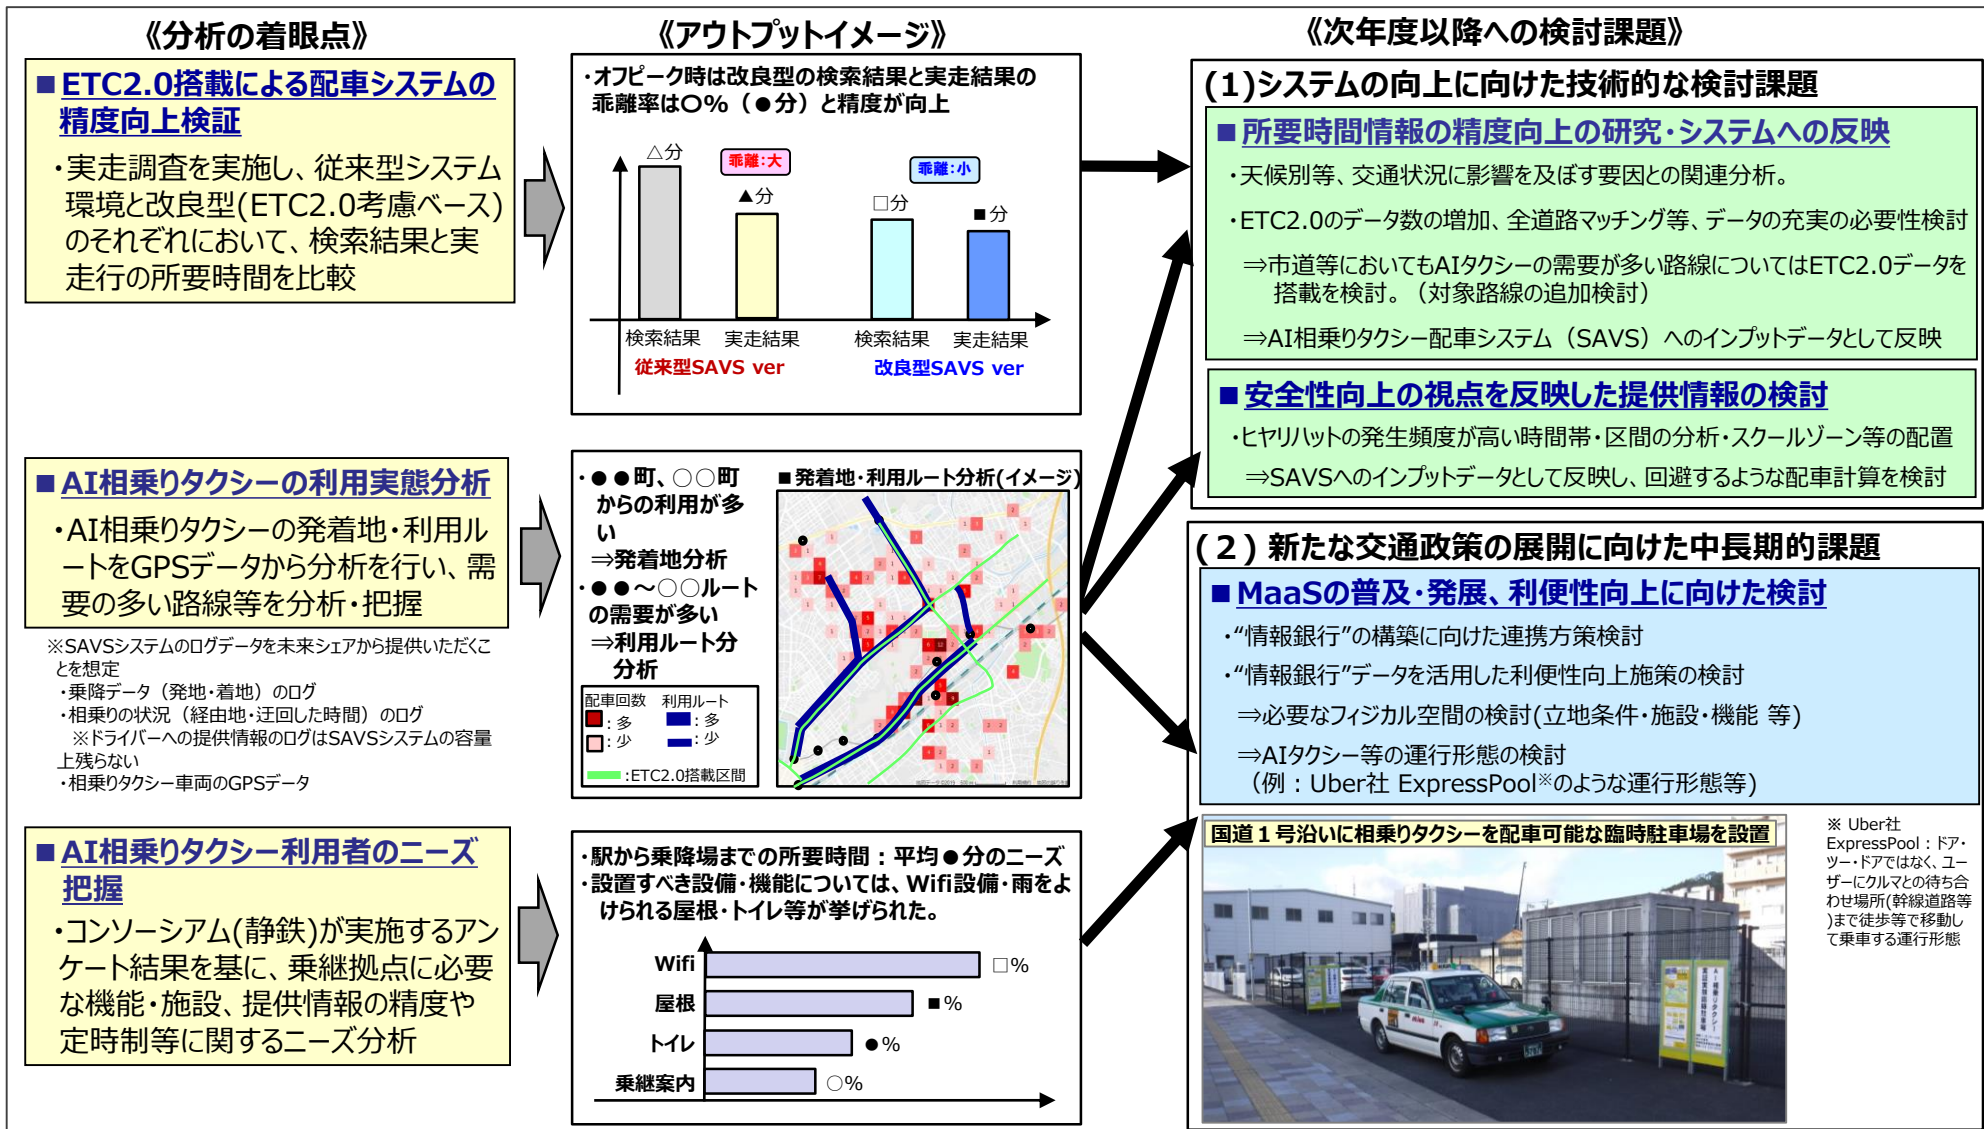 《分析の着眼点》
■ETC2.0搭載による配車システムの
精度向上検証
・実走調査を実施し、従来型システム
環境と改良型(ETC2.0考慮ベース)
のそれぞれにおいて、検索結果と実
走行の所要時間を比較
■AI相乗りタクシーの利用実態分析
・AI相乗りタクシーの発着地・利用ル
ートをGPSデータから分析を行い、需
要の多い路線等を分析・把握
※SAVSシステムのログデータを未来シェアから提供いただくこ
とを想定
・乗降データ（発地・着地）のログ
・相乗りの状況（経由地・迂回した時間）のログ
※ドライバーへの提供情報のログはSAVSシステムの容量
上残らない
・相乗りタクシー車両のGPSデータ
■AI相乗りタクシー利用者のニーズ
把握
・コンソーシアム(静鉄)が実施するアン
ケート結果を基に、乗継拠点に必要
な機能・施設、提供情報の精度や
定時制等に関するニーズ分析
《アウトプットイメージ》
・オフピーク時は改良型の検索結果と実走結果の
乖離率は〇%（●分）と精度が向上
△分
乖離：大
▲分
乖離：小
□分
■分
検索結果 実走結果 検索結果 実走結果
従来型SAVS ver 改良型SAVS ver
・●●町、○○町
からの利用が多
い
⇒発着地分析
・●●～○○ルート
の需要が多い
⇒利用ルート分
分析
配車回数 利用ルート
：多 ：多
：少 ：少
：ETC2.0搭載区間
■発着地・利用ルート分析(イメージ)
・駅から乗降場までの所要時間：平均●分のニーズ
・設置すべき設備・機能については、Wifi設備・雨をよ
けられる屋根・トイレ等が挙げられた。
Wifi □%
屋根 ■%
トイレ ●%
乗継案内 ○%
《次年度以降への検討課題》
(1)システムの向上に向けた技術的な検討課題
■所要時間情報の精度向上の研究・システムへの反映
・天候別等、交通状況に影響を及ぼす要因との関連分析。
・ETC2.0のデータ数の増加、全道路マッチング等、データの充実の必要性検討
⇒市道等においてもAIタクシーの需要が多い路線についてはETC2.0データを
搭載を検討。（対象路線の追加検討）
⇒AI相乗りタクシー配車システム（SAVS）へのインプットデータとして反映
■安全性向上の視点を反映した提供情報の検討
・ヒヤリハットの発生頻度が高い時間帯・区間の分析・スクールゾーン等の配置
⇒SAVSへのインプットデータとして反映し、回避するような配車計算を検討
(２) 新たな交通政策の展開に向けた中長期的課題
■MaaSの普及・発展、利便性向上に向けた検討
・“情報銀行”の構築に向けた連携方策検討
・“情報銀行”データを活用した利便性向上施策の検討
⇒必要なフィジカル空間の検討(立地条件・施設・機能 等)
⇒AIタクシー等の運行形態の検討
（例：Uber社 ExpressPool※のような運行形態等)
国道１号沿いに相乗りタクシーを配車可能な臨時駐車場を設置
AI相乗りタクシー
実証実験臨時駐車場
※ Uber社
ExpressPool：ドア・
ツー・ドアではなく、ユー
ザーにクルマとの待ち合
わせ場所(幹線道路等
)まで徒歩等で移動し
て乗車する運行形態